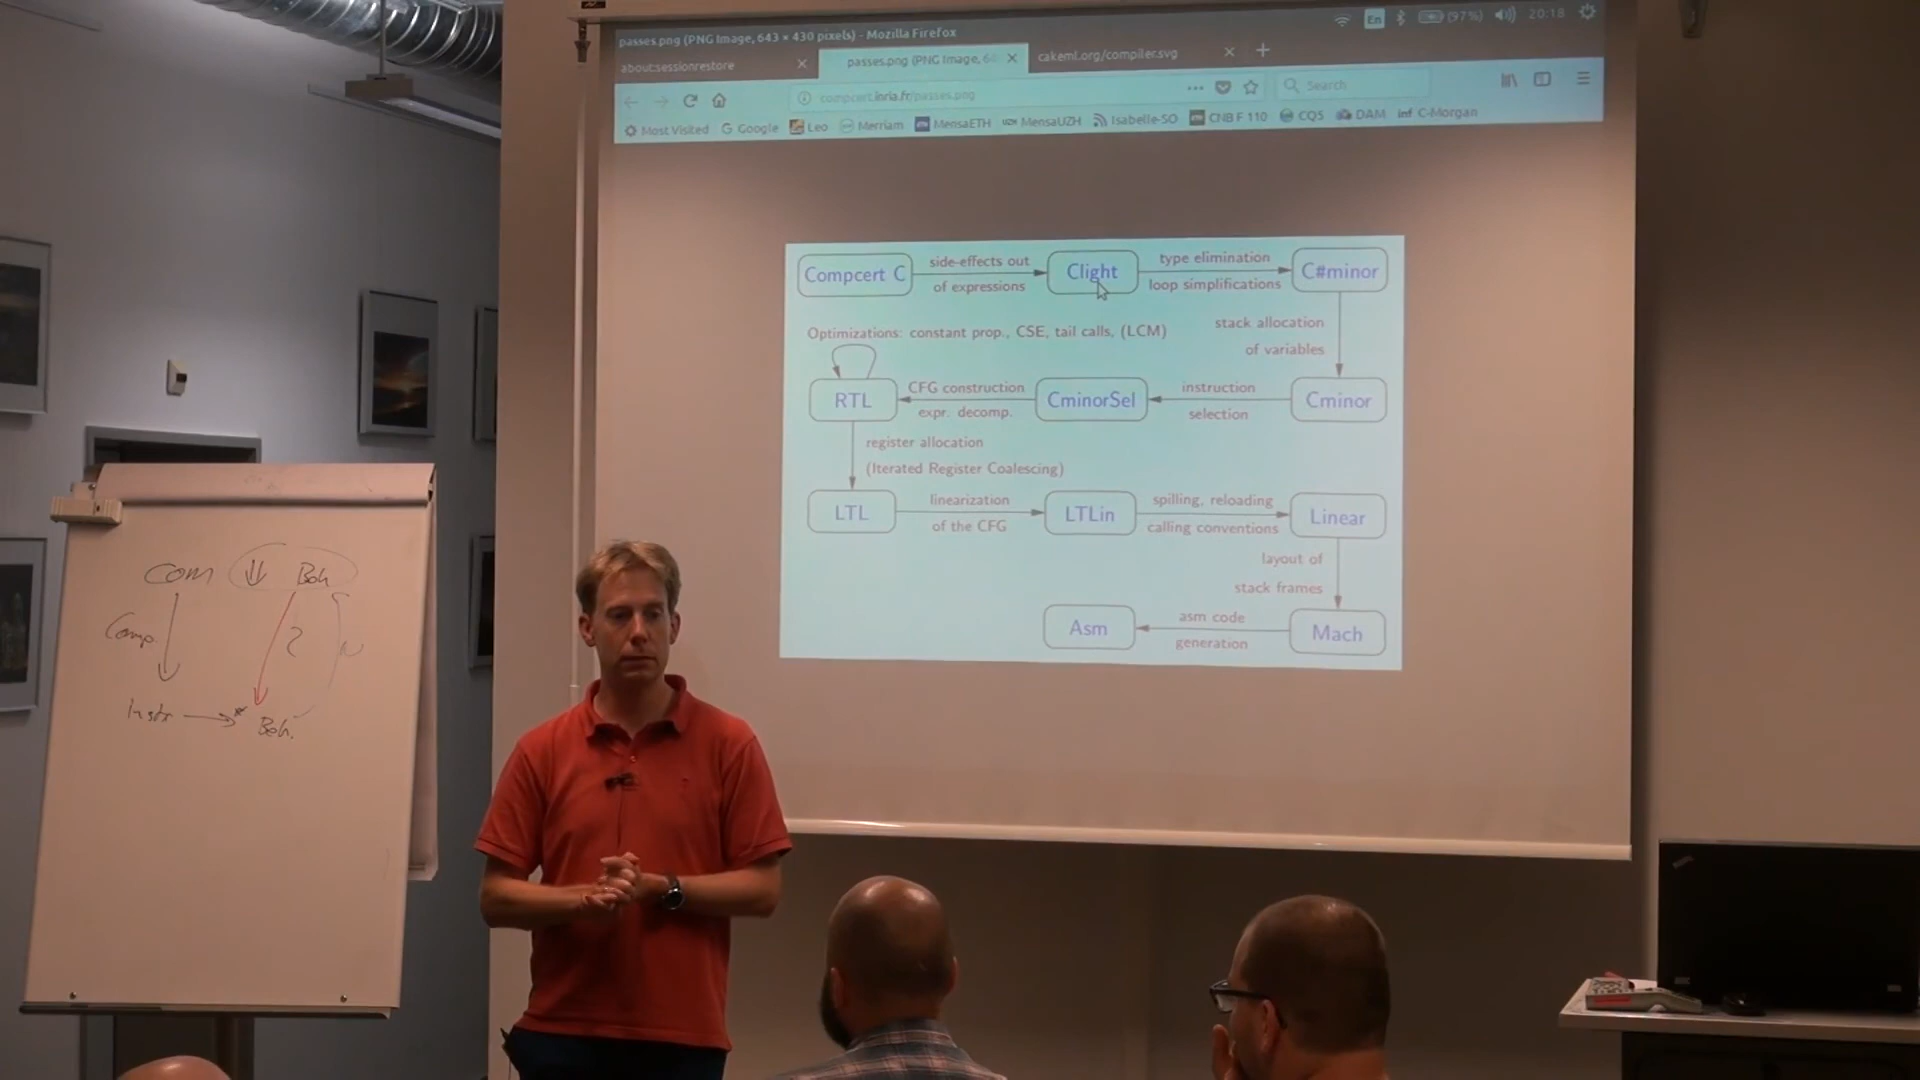 passes.png (PNG Image, 643 × 430 pixels) - Mozilla Firefox
En (97%) 20:18
about:sessionrestore
passes.png (PNG Image, 6
cakeml.org/compiler.svg
compcert.inria.fr/passes.png
Search
Most Visited Google Leo Merriam MensaETH MensaUZH Isabelle-SO CNB F 110 CQS DAM inf C-Morgan
Compcert C
side-effects out
of expressions
Clight
type elimination
loop simplifications
C#minor
stack allocation
of variables
Optimizations: constant prop., CSE, tail calls, (LCM)
RTL
CFG construction
expr. decomp.
CminorSel
instruction
selection
Cminor
register allocation
(Iterated Register Coalescing)
LTL
linearization
of the CFG
LTLin
spilling, reloading
calling conventions
Linear
layout of
stack frames
Asm
asm code
generation
Mach
com ⇓ Beh
Comp.
Instr →* Beh.